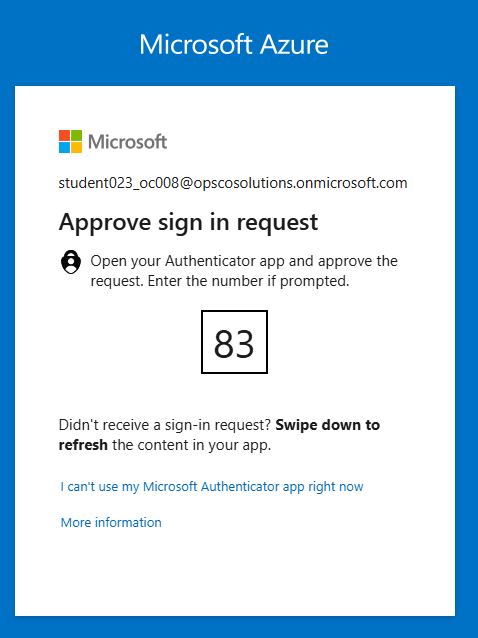 Microsoft Azure
Microsoft
student023_oc008@opscosolutions.onmicrosoft.com
Approve sign in request
Open your Authenticator app and approve the
request. Enter the number if prompted.
83
Didn't receive a sign-in request? Swipe down to
refresh the content in your app.
I can't use my Microsoft Authenticator app right now
More information